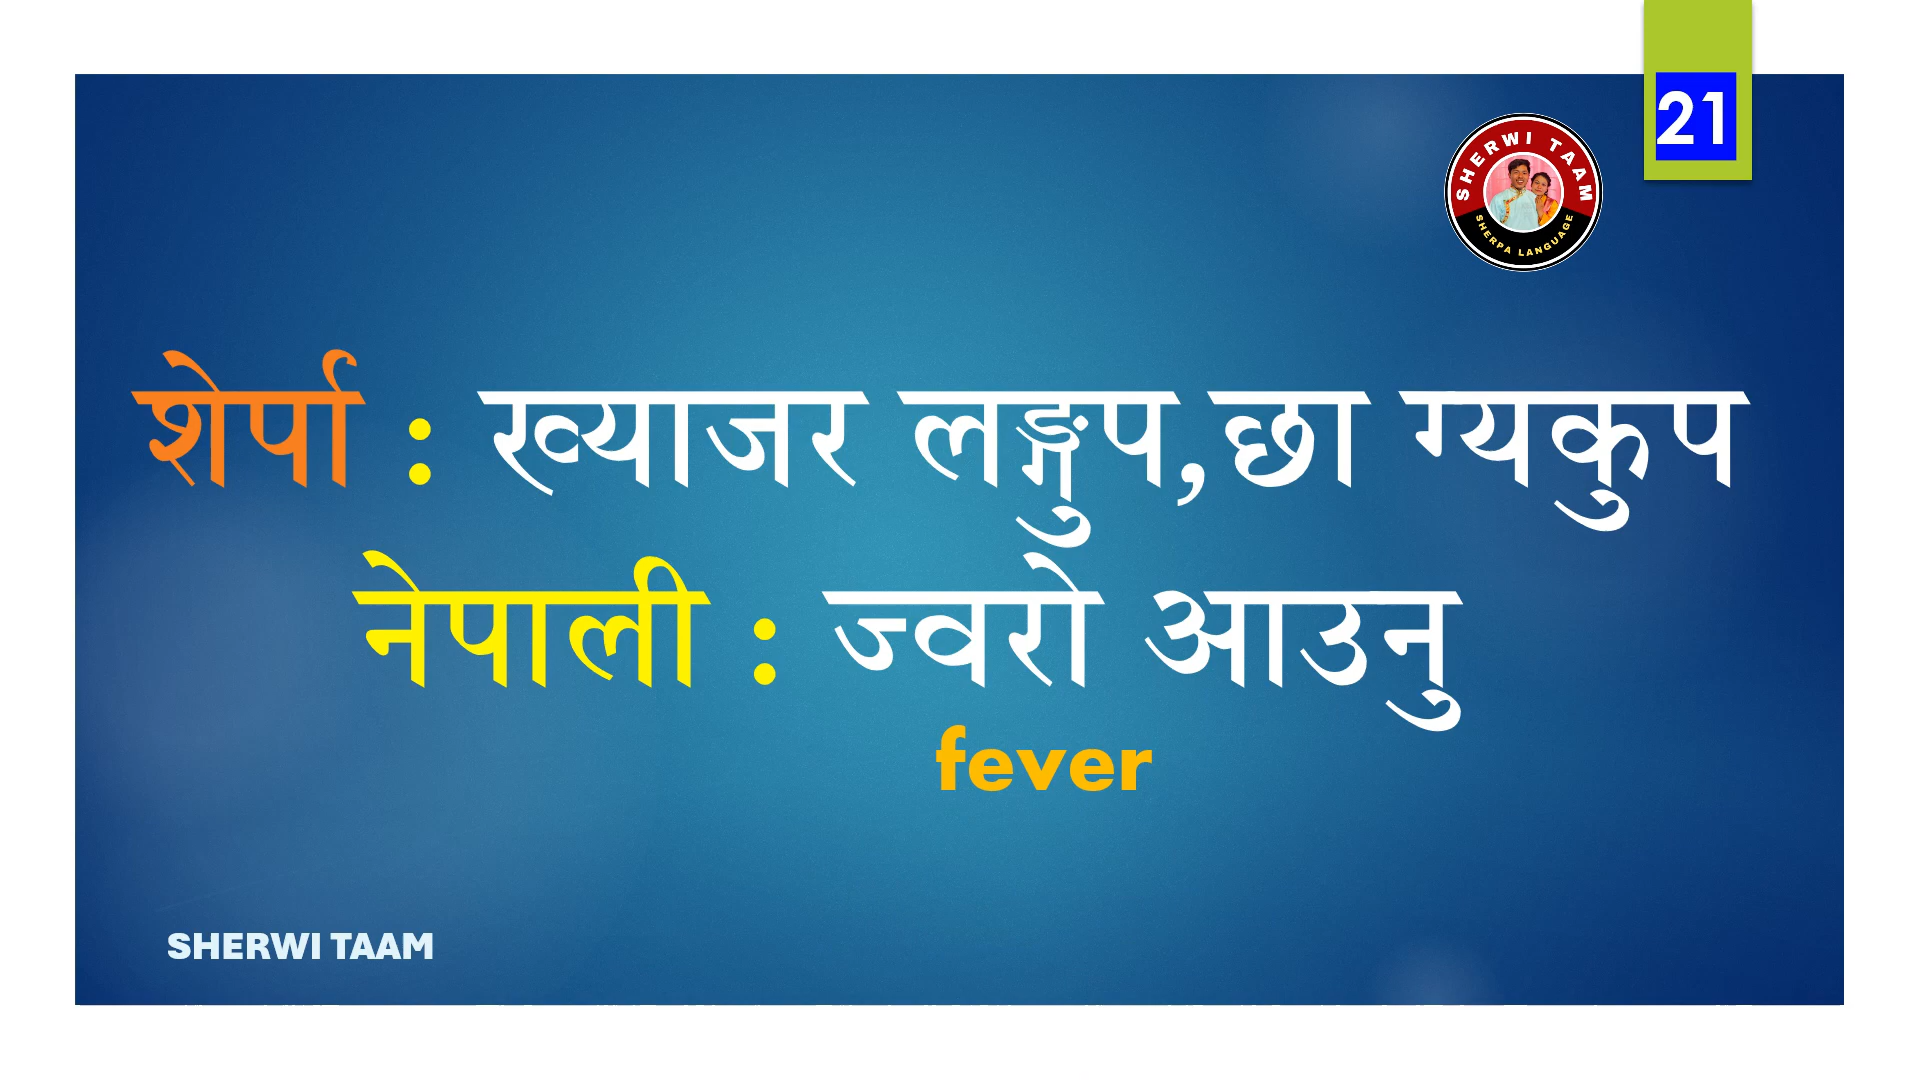 21
SHERWI TAAM
SHERPA LANGUAGE
शेर्पा : ख्याजर लङ्गुप,छा ग्यकुप
नेपाली : ज्वरो आउनु
fever
SHERWI TAAM